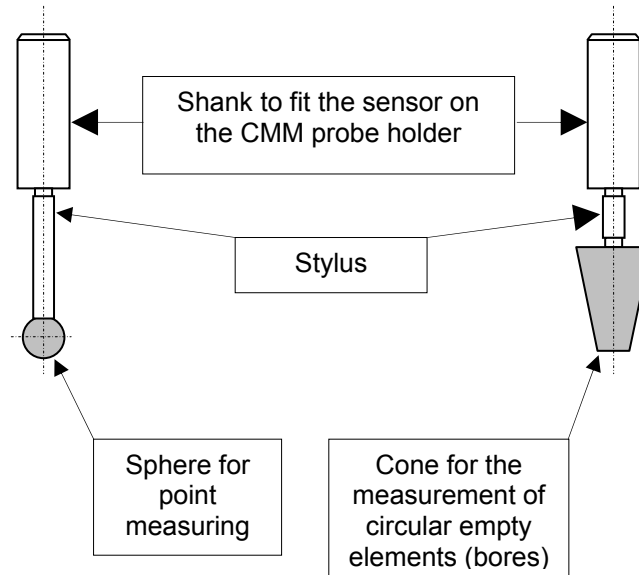 Shank to fit the sensor on
the CMM probe holder
Stylus
Sphere for
point
measuring
Cone for the
measurement of
circular empty
elements (bores)